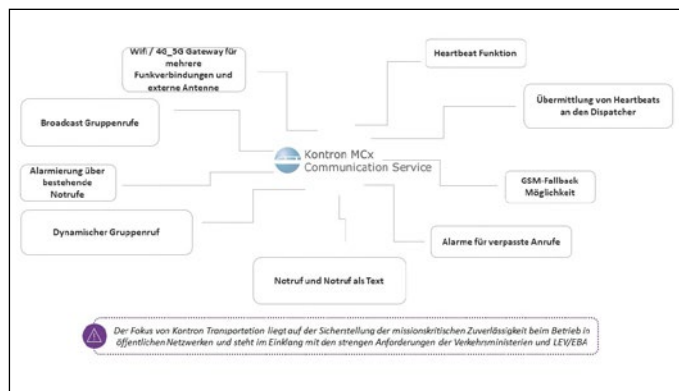 Wifi / 4G_5G Gateway für
mehrere
Funkverbindungen und
externe Antenne
Heartbeat Funktion
Broadcast Gruppenrufe
Übermittlung von Heartbeats
an den Dispatcher
Kontron MCx
Communication Service
Alarmierung über
bestehende
Notrufe
GSM-Fallback
Möglichkeit
Dynamischer Gruppenruf
Alarme für verpasste Anrufe
Notruf und Notruf als Text
Der Fokus von Kontron Transportation liegt auf der Sicherstellung der missionskritischen Zuverlässigkeit beim Betrieb in
öffentlichen Netzwerken und steht im Einklang mit den strengen Anforderungen der Verkehrsministerien und LEV/EBA